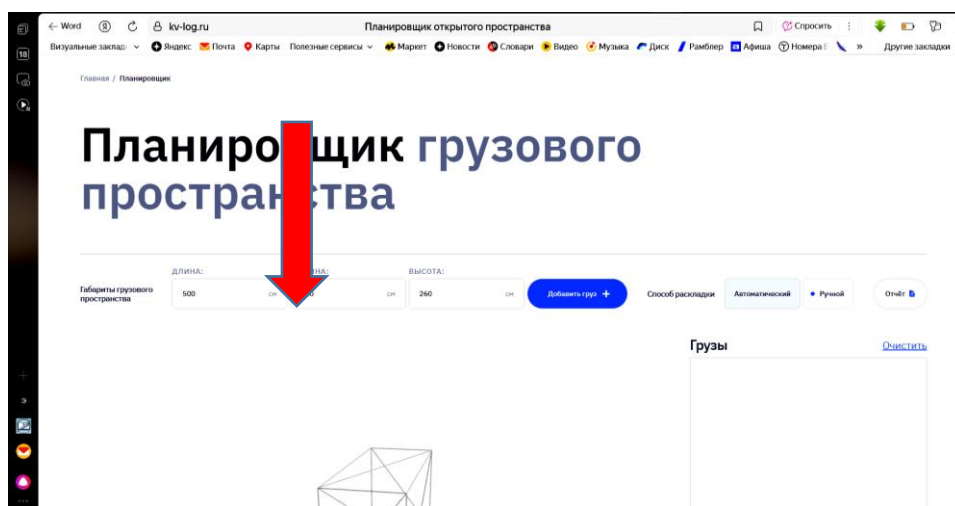 Word kv-log.ru Планировщик открытого пространства Спросить
Визуальные заклад Яндекс Почта Карты Полезные сервисы Маркет Новости Словари Видео Музыка Диск Рамблер Афиша Номера » Другие закладки
18
Главная / Планировщик
Планиро щик грузового
простран тва
ДЛИНА: НА: ВЫСОТА:
Габариты грузового
пространства
500 см см 260 см Добавить груз + Способ раскладки Автоматический Ручной Отчёт
Грузы Очистить